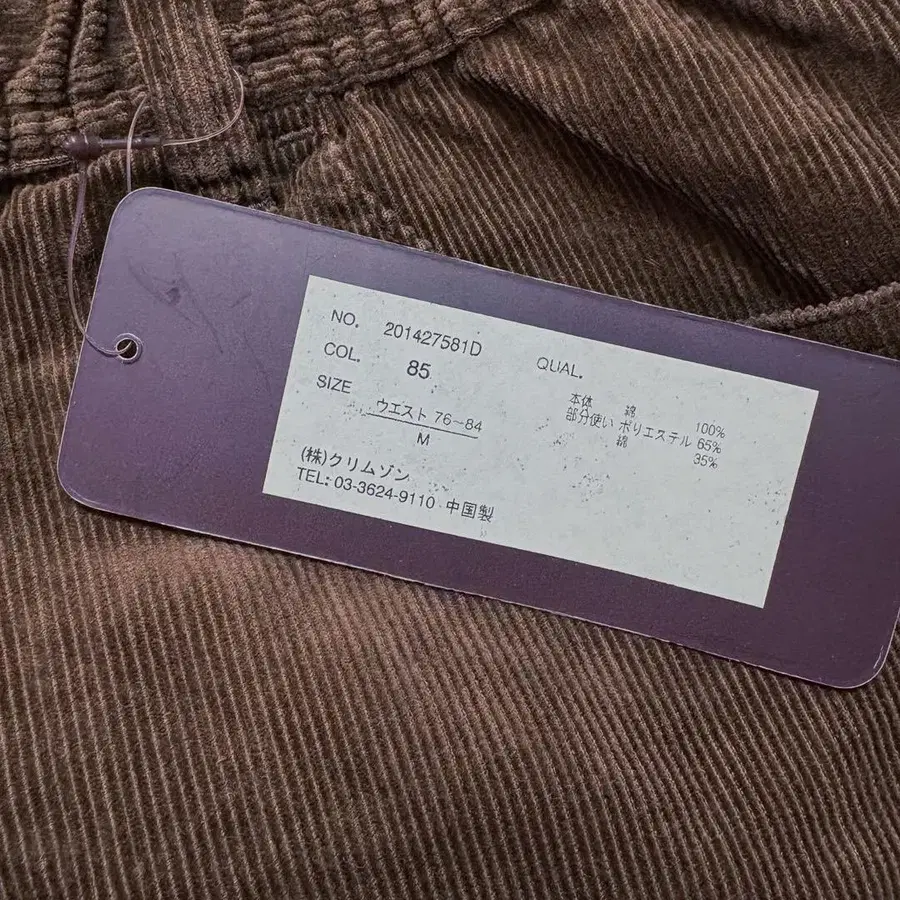 NO. 201427581D
COL. 85
SIZE
ウエスト 76~84
M
(株)クリムゾン
TEL: 03-3624-9110 中国製
QUAL.
本体 綿 100%
部分使い ポリエステル 65%
綿 35%